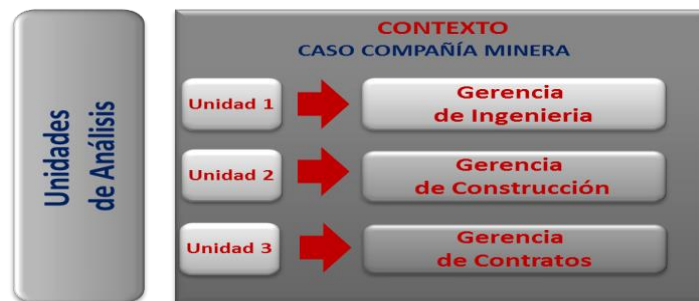 Unidades
de Análisis
CONTEXTO
CASO COMPAÑÍA MINERA
Unidad 1
Gerencia
de Ingenieria
Unidad 2
Gerencia
de Construcción
Unidad 3
Gerencia
de Contratos